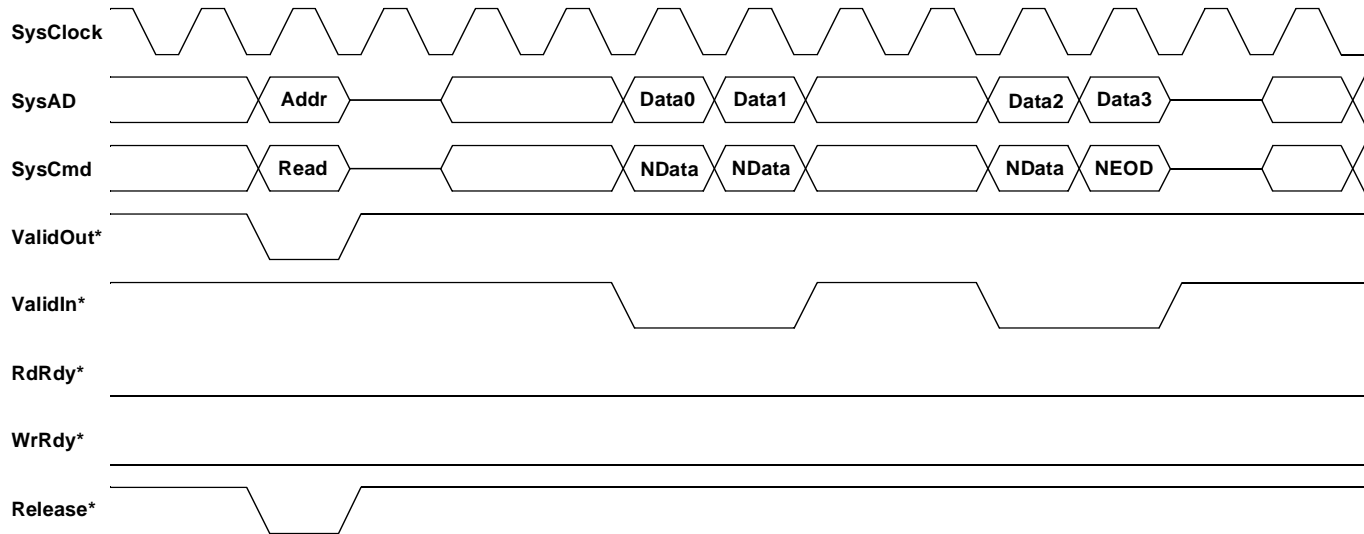 SysClock
SysAD Addr Data0 Data1 Data2 Data3
SysCmd Read NData NData NData NEOD
ValidOut*
ValidIn*
RdRdy*
WrRdy*
Release*